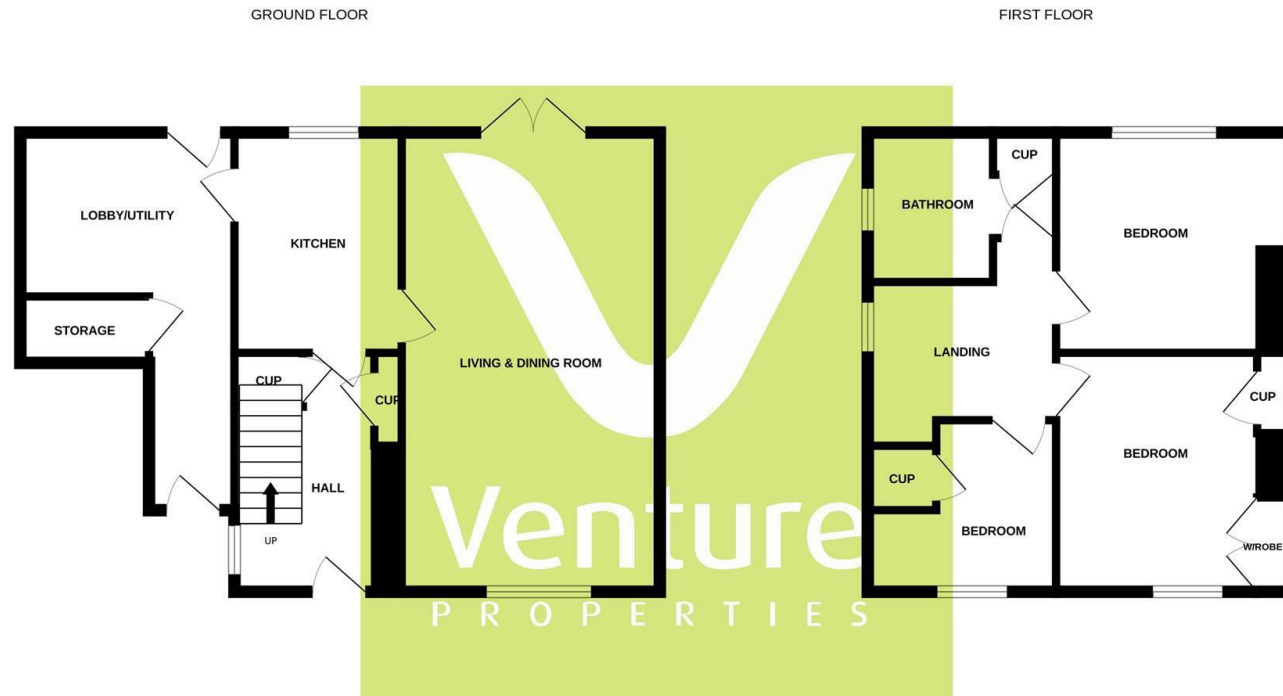 GROUND FLOOR
FIRST FLOOR
LOBBY/UTILITY
KITCHEN
STORAGE
LIVING & DINING ROOM
CUP
CUP
HALL
UP
CUP
BATHROOM
BEDROOM
LANDING
CUP
BEDROOM
CUP
BEDROOM
W/ROBE
Venture
PROPERTIES